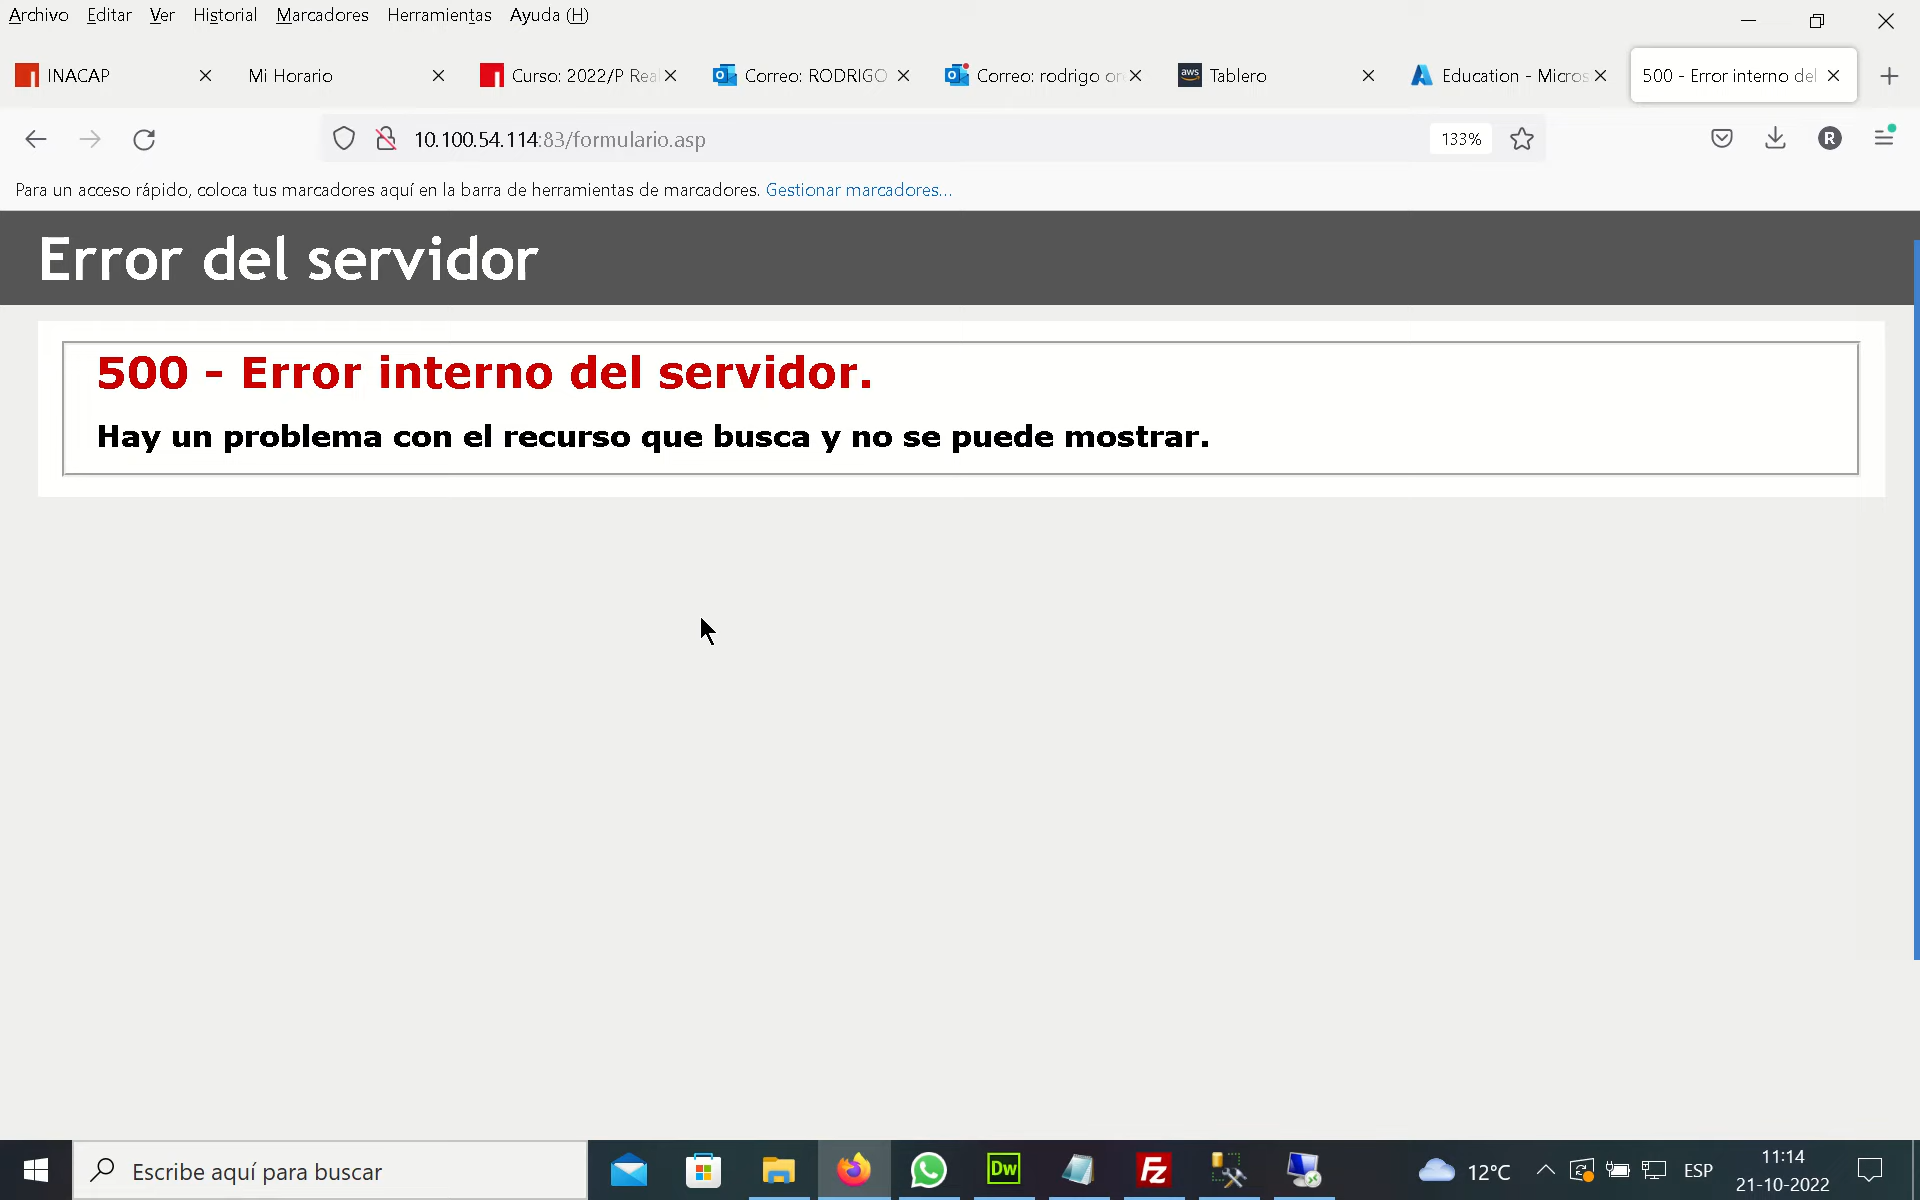 Archivo Editar Ver Historial Marcadores Herramientas Ayuda (H)
INACAP Mi Horario Curso: 2022/P Rea Correo: RODRIGO Correo: rodrigo or aws Tablero Education - Micros 500 - Error interno del
10.100.54.114:83/formulario.asp 133% R
Para un acceso rápido, coloca tus marcadores aquí en la barra de herramientas de marcadores. Gestionar marcadores...
Error del servidor
500 - Error interno del servidor.
Hay un problema con el recurso que busca y no se puede mostrar.
Escribe aquí para buscar Dw Fz 12°C ESP 11:14
21-10-2022